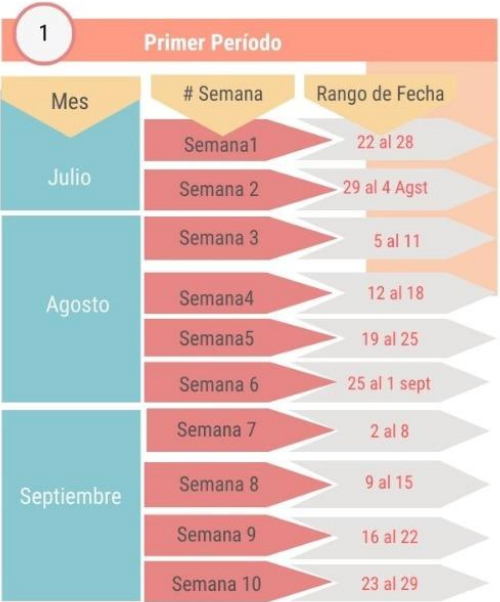 1
Primer Período
Mes
# Semana
Rango de Fecha
Julio
Semana1
22 al 28
Semana 2
29 al 4 Agst
Agosto
Semana 3
5 al 11
Semana4
12 al 18
Semana5
19 al 25
Semana 6
25 al 1 sept
Septiembre
Semana 7
2 al 8
Semana 8
9 al 15
Semana 9
16 al 22
Semana 10
23 al 29